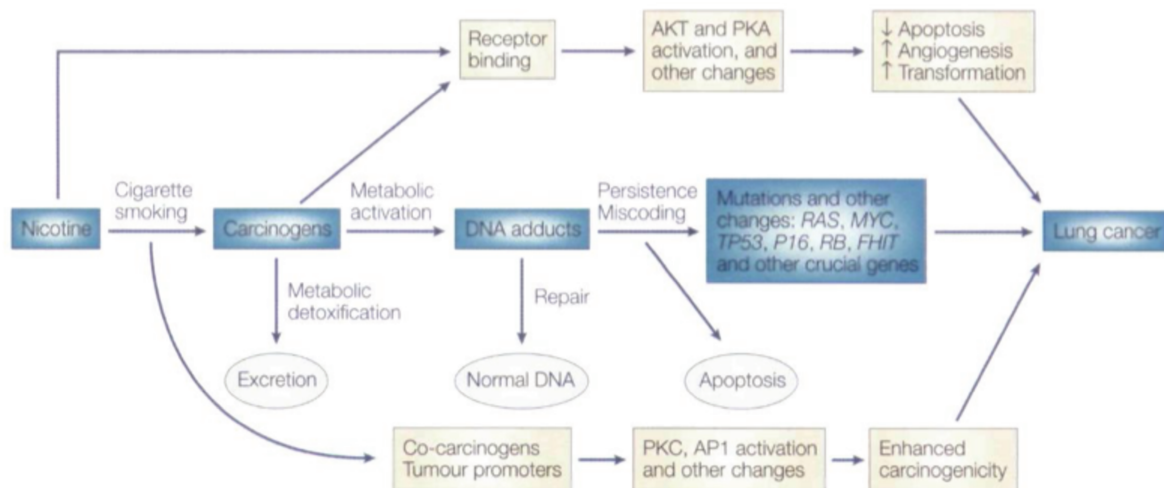 Receptor
binding
AKT and PKA
activation, and
other changes
↓ Apoptosis
↑ Angiogenesis
↑ Transformation
Nicotine
Cigarette
smoking
Carcinogens
Metabolic
activation
DNA adducts
Persistence
Miscoding
Mutations and other
changes: RAS, MYC,
TP53, P16, RB, FHIT
and other crucial genes
Lung cancer
Metabolic
detoxification
Repair
Excretion
Normal DNA
Apoptosis
Co-carcinogens
Tumour promoters
PKC, AP1 activation
and other changes
Enhanced
carcinogenicity